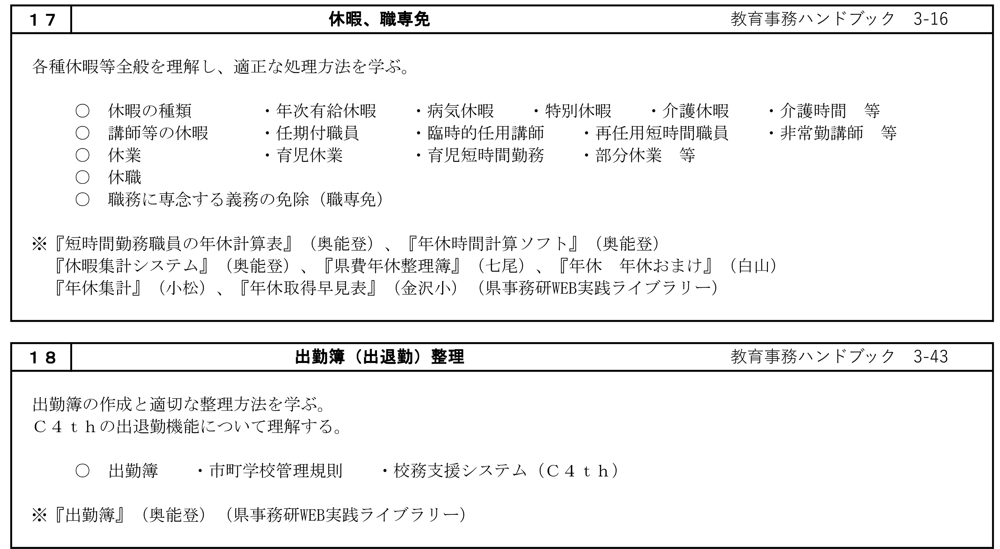 １７　休暇、職専免　教育事務ハンドブック　3-16
各種休暇等全般を理解し、適正な処理方法を学ぶ。
○　休暇の種類　・年次有給休暇　・病気休暇　・特別休暇　・介護休暇　・介護時間　等
○　講師等の休暇　・任期付職員　・臨時的任用講師　・再任用短時間職員　・非常勤講師　等
○　休業　・育児休業　・育児短時間勤務　・部分休業　等
○　休職
○　職務に専念する義務の免除（職専免）
※『短時間勤務職員の年休計算表』（奥能登）、『年休時間計算ソフト』（奥能登）
『休暇集計システム』（奥能登）、『県費年休整理簿』（七尾）、『年休　年休おまけ』（白山）
『年休集計』（小松）、『年休取得早見表』（金沢小）（県事務研WEB実践ライブラリー）
１８　出勤簿（出退勤）整理　教育事務ハンドブック　3-43
出勤簿の作成と適切な整理方法を学ぶ。
Ｃ４ｔｈの出退勤機能について理解する。
○　出勤簿　・市町学校管理規則　・校務支援システム（Ｃ４ｔｈ）
※『出勤簿』（奥能登）（県事務研WEB実践ライブラリー）